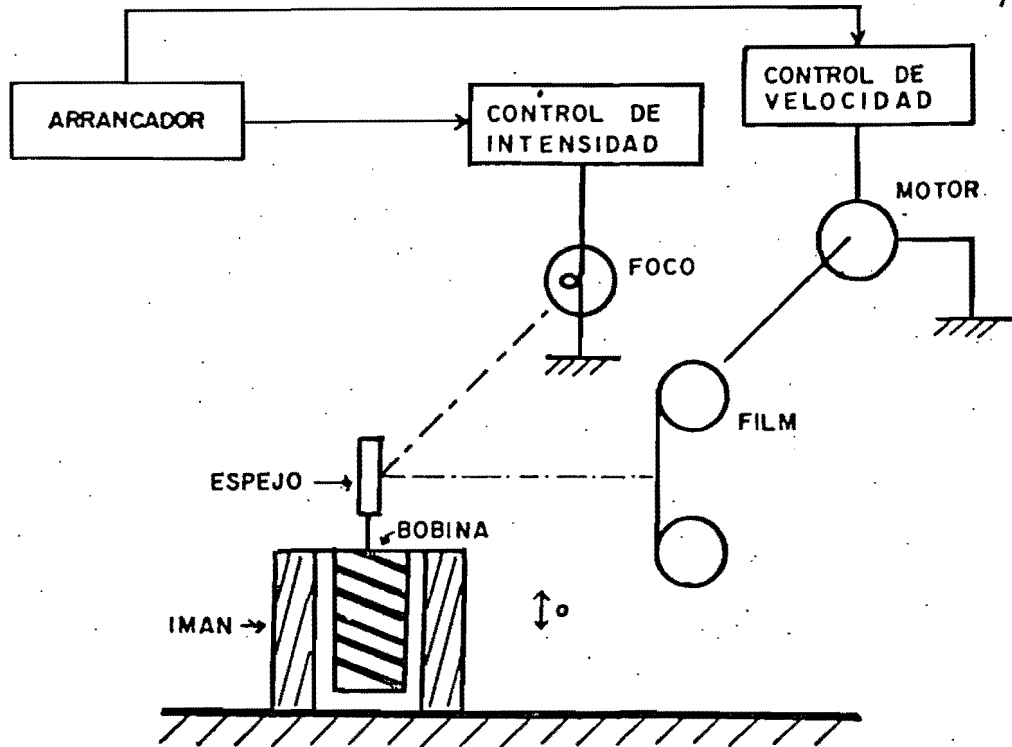 ARRANCADOR
CONTROL DE
INTENSIDAD
CONTROL DE
VELOCIDAD
MOTOR
FOCO
FILM
ESPEJO
BOBINA
IMAN
a